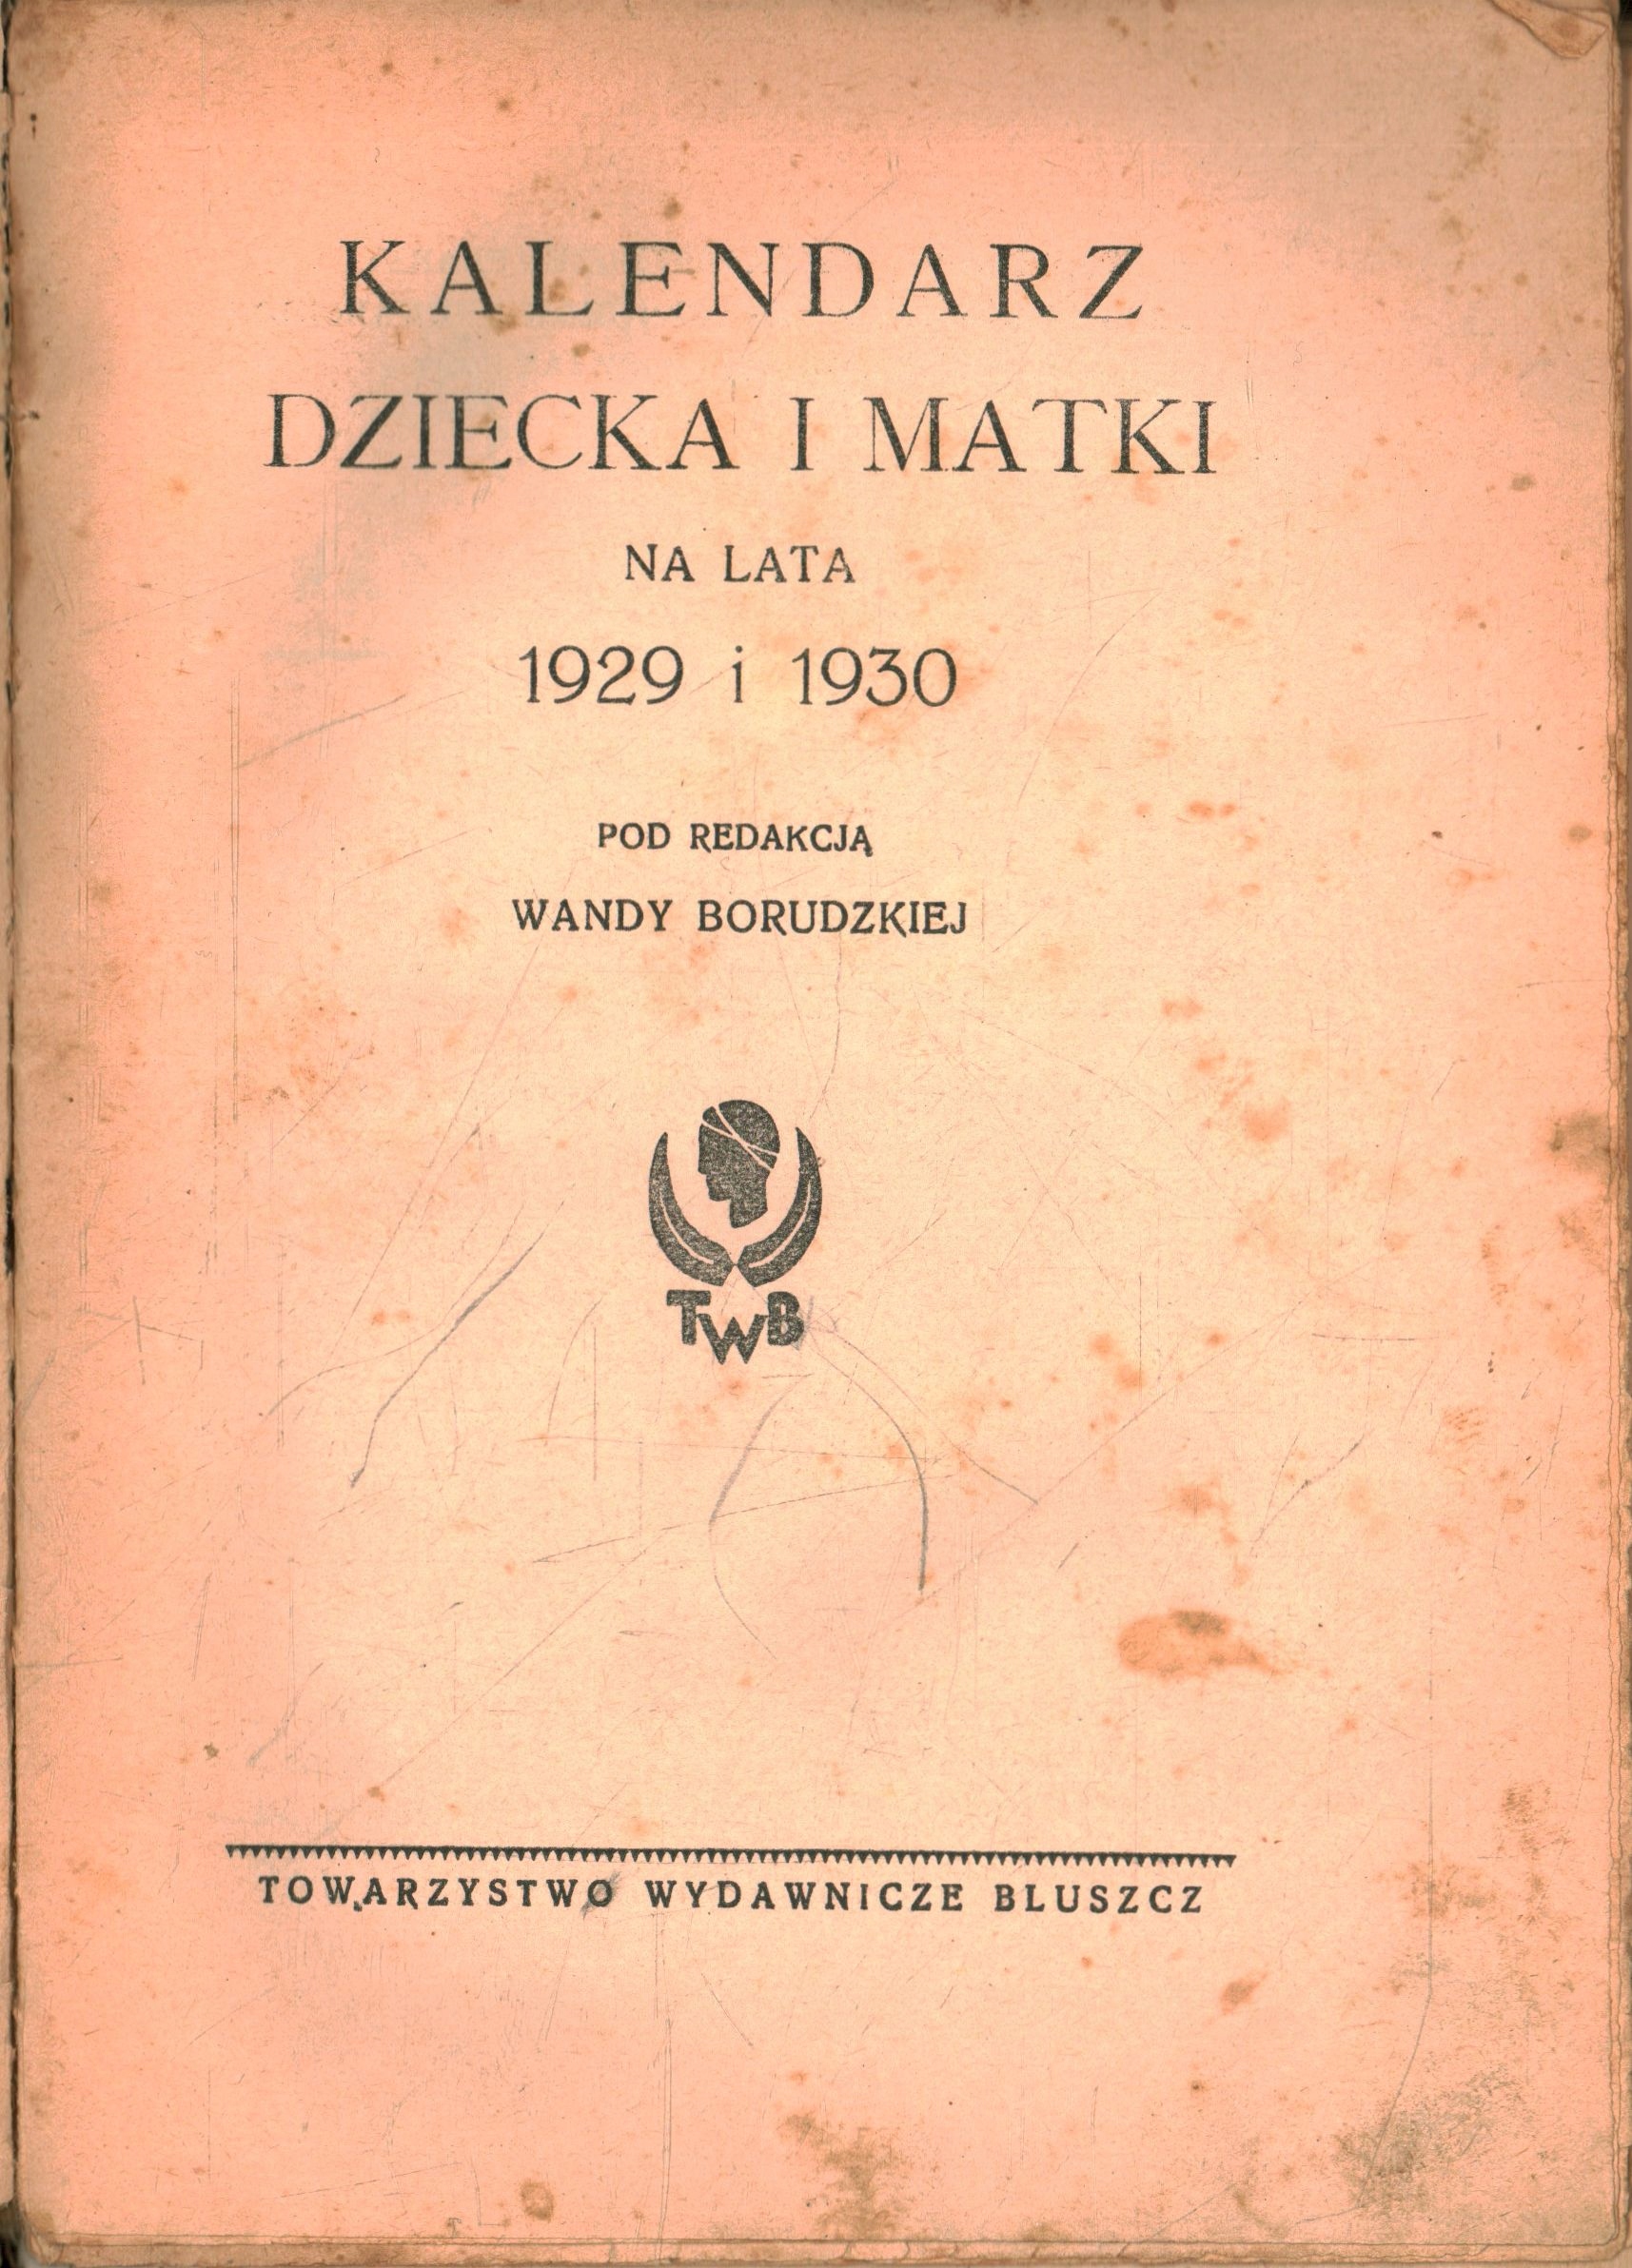 KALENDARZ
DZIECKA I MATKI
NA LATA
1929 i 1930
POD REDAKCJĄ
WANDY BORUDZKIEJ
TWB
TOWARZYSTWO WYDAWNICZE BLUSZCZ